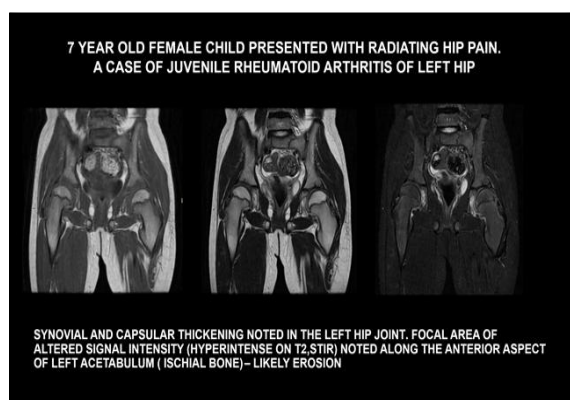 7 YEAR OLD FEMALE CHILD PRESENTED WITH RADIATING HIP PAIN.
A CASE OF JUVENILE RHEUMATOID ARTHRITIS OF LEFT HIP
SYNOVIAL AND CAPSULAR THICKENING NOTED IN THE LEFT HIP JOINT. FOCAL AREA OF
ALTERED SIGNAL INTENSITY (HYPERINTENSE ON T2,STIR) NOTED ALONG THE ANTERIOR ASPECT
OF LEFT ACETABULUM ( ISCHIAL BONE) – LIKELY EROSION